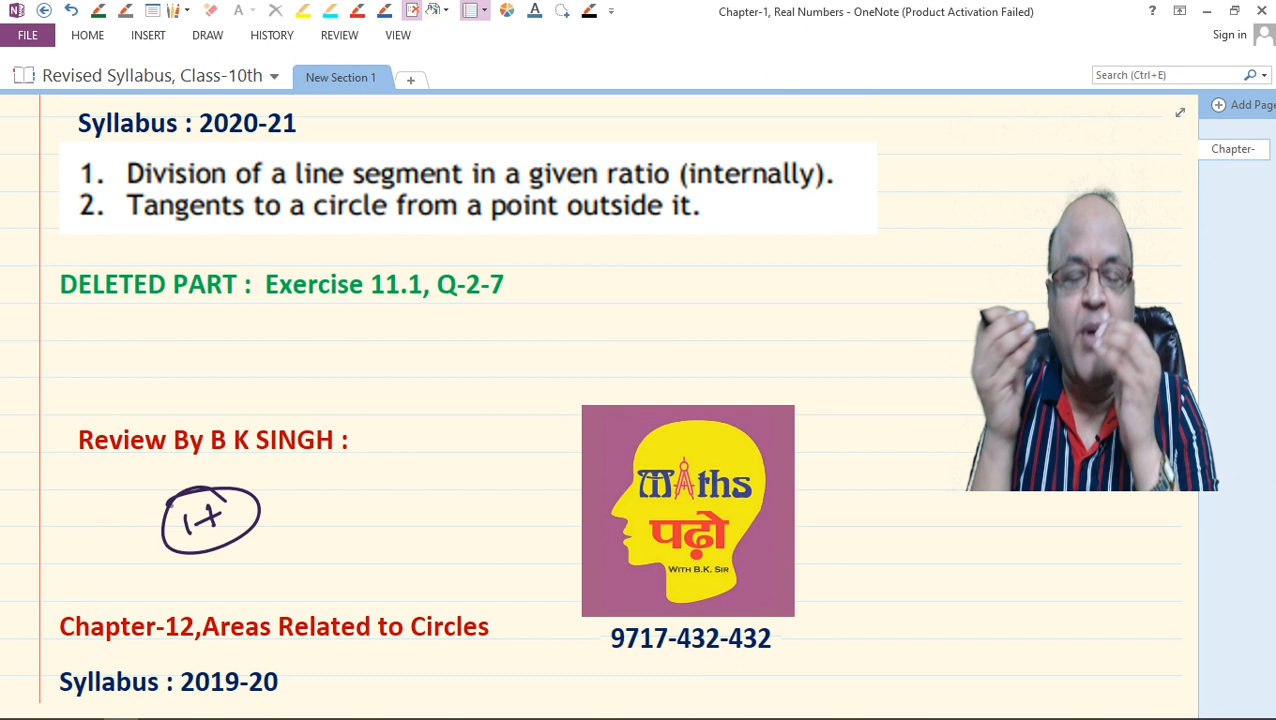 Chapter-1, Real Numbers - OneNote (Product Activation Failed)
FILE HOME INSERT DRAW HISTORY REVIEW VIEW
Sign in
Revised Syllabus, Class-10th
New Section 1
Search (Ctrl+E)
Add Page
Chapter-
Syllabus : 2020-21
1. Division of a line segment in a given ratio (internally).
2. Tangents to a circle from a point outside it.
DELETED PART : Exercise 11.1, Q-2-7
Review By B K SINGH :
1+
Maths
पढ़ो
WITH B.K. SIR
9717-432-432
Chapter-12,Areas Related to Circles
Syllabus : 2019-20